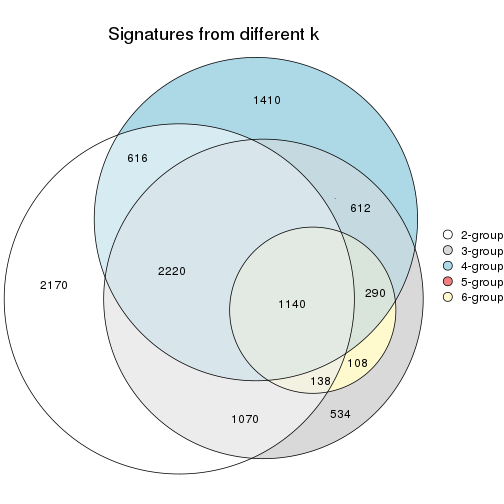 Signatures from different k
1410
616
612
2220
2170
290
1140
108
138
534
1070
2-group
3-group
4-group
5-group
6-group